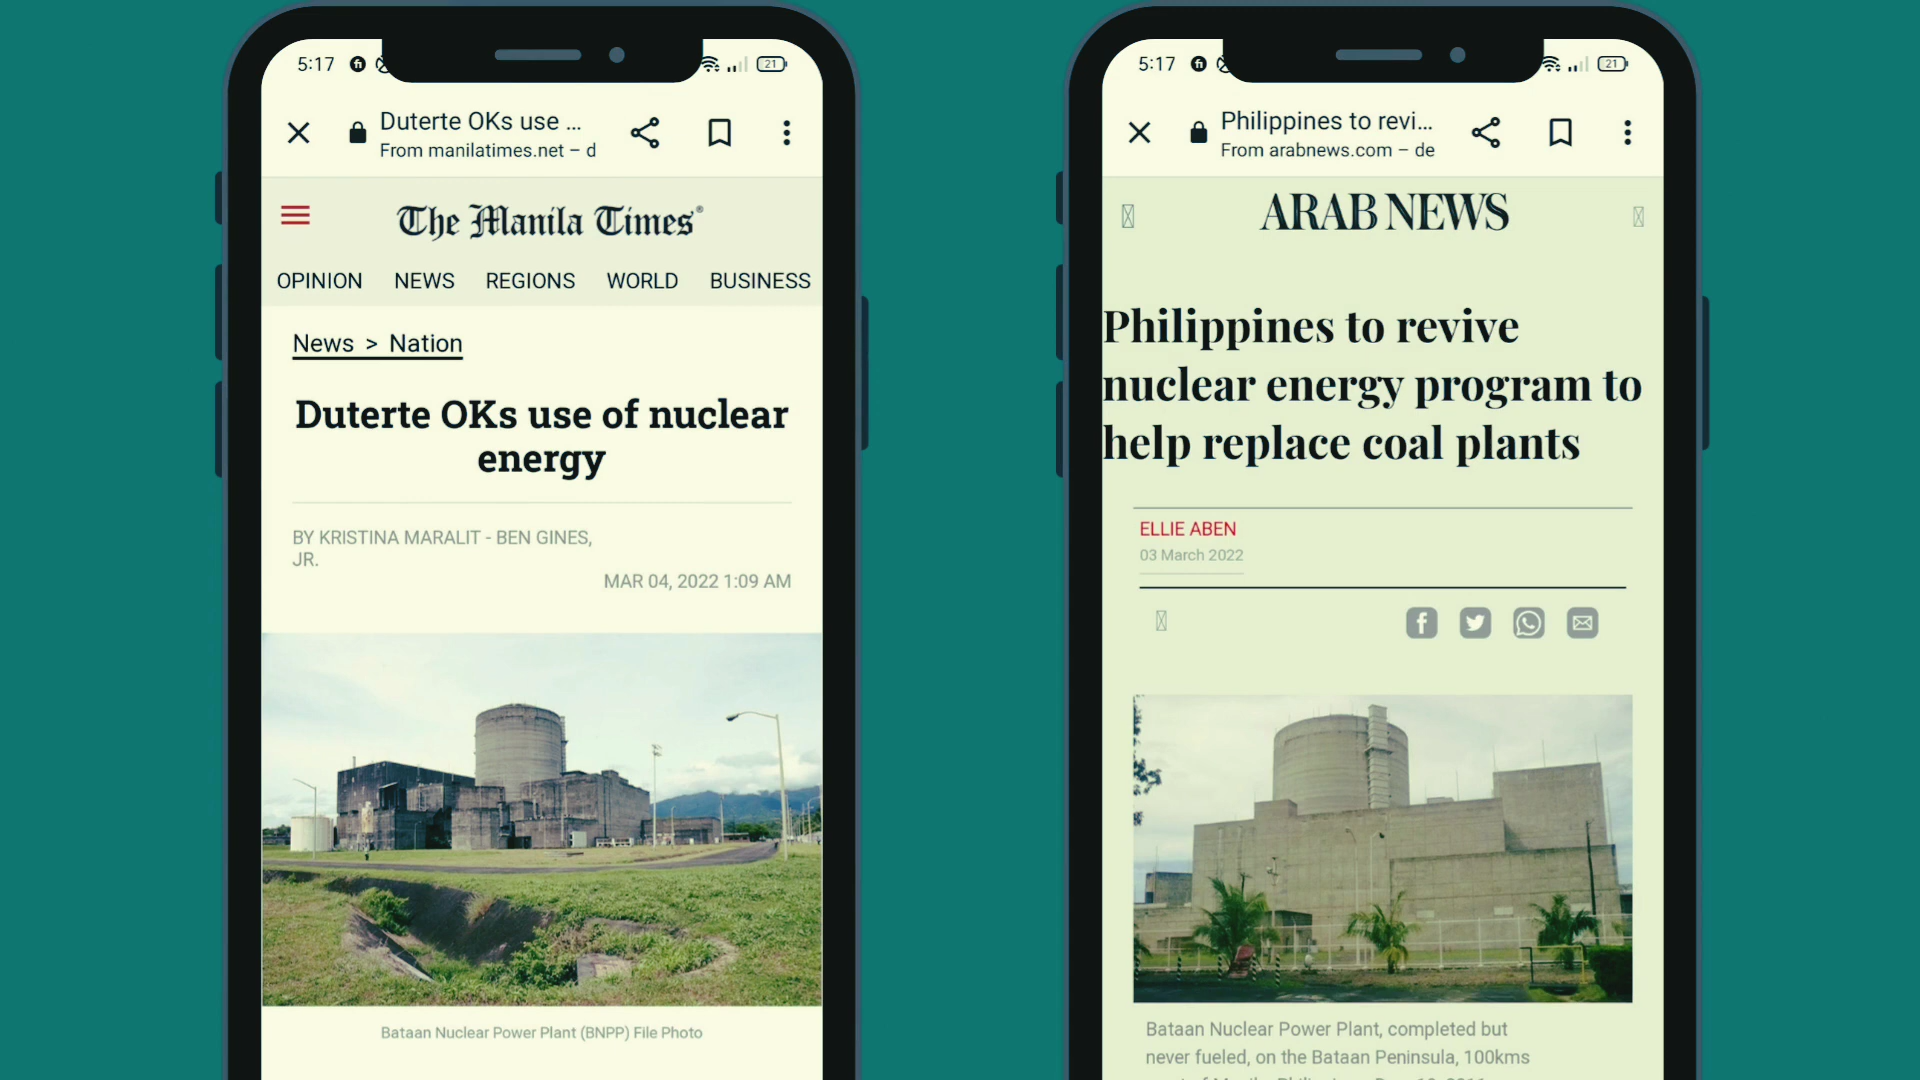 5:17
21
Duterte OKs use ...
From manilatimes.net – d
The Manila Times®
OPINION NEWS REGIONS WORLD BUSINESS
News > Nation
Duterte OKs use of nuclear
energy
BY KRISTINA MARALIT - BEN GINES,
JR.
MAR 04, 2022 1:09 AM
Bataan Nuclear Power Plant (BNPP) File Photo
5:17
21
Philippines to revi...
From arabnews.com – de
ARAB NEWS
Philippines to revive
nuclear energy program to
help replace coal plants
ELLIE ABEN
03 March 2022
Bataan Nuclear Power Plant, completed but
never fueled, on the Bataan Peninsula, 100kms